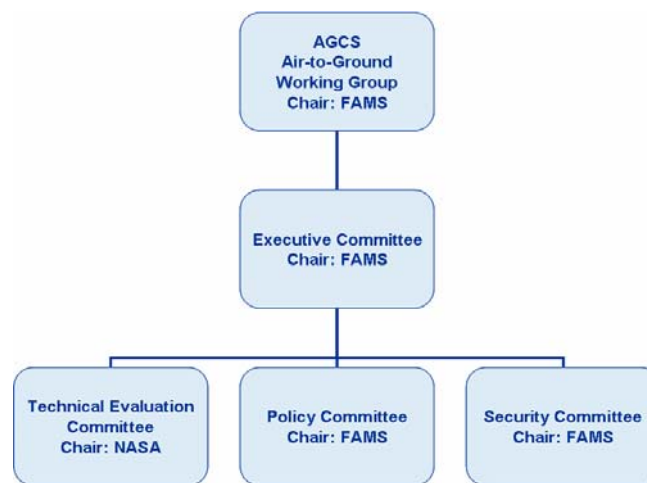 AGCS
Air-to-Ground
Working Group
Chair: FAMS
Executive Committee
Chair: FAMS
Technical Evaluation
Committee
Chair: NASA
Policy Committee
Chair: FAMS
Security Committee
Chair: FAMS